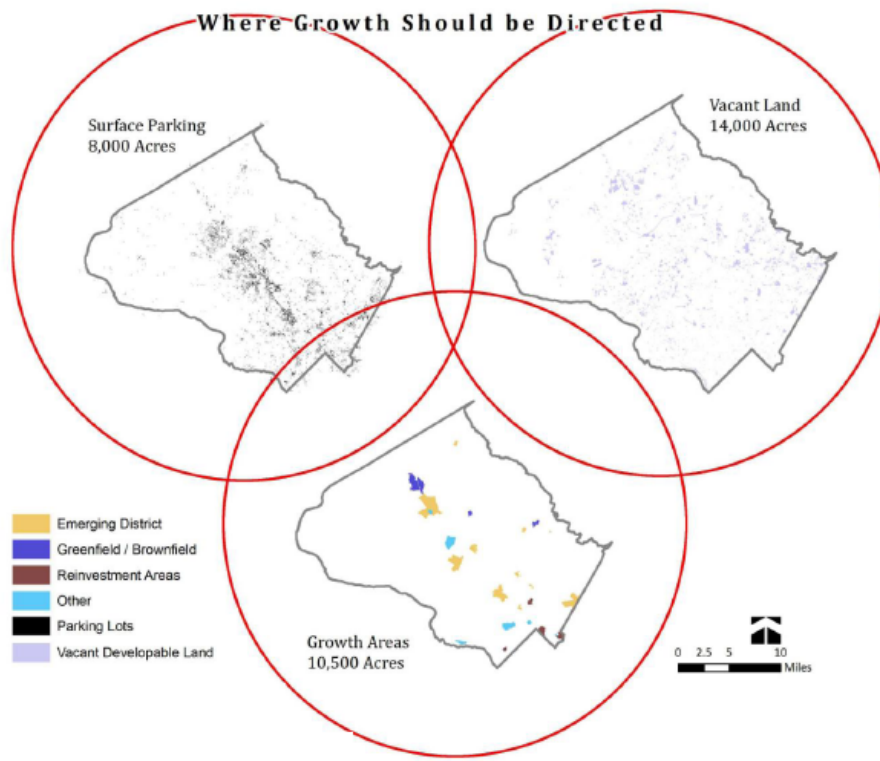 Where Growth Should be Directed
Surface Parking
8,000 Acres
Vacant Land
14,000 Acres
Emerging District
Greenfield / Brownfield
Reinvestment Areas
Other
Parking Lots
Vacant Developable Land
Growth Areas
10,500 Acres
0 2.5 5 10
Miles